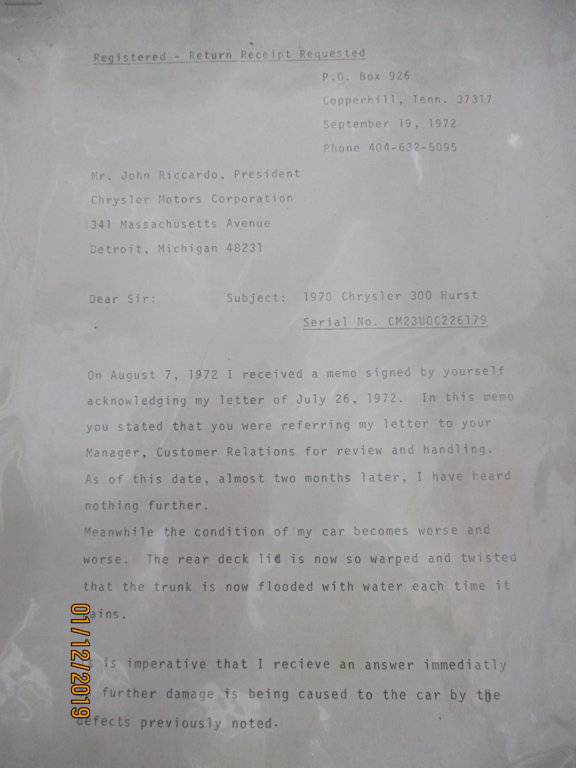 Registered - Return Receipt Requested
P.O. Box 926
Copperhill, Tenn. 37317
September 19, 1972
Phone 404-632-5095
Mr. John Riccardo, President
Chrysler Motors Corporation
341 Massachusetts Avenue
Detroit, Michigan 48231
Dear Sir: Subject: 1970 Chrysler 300 Hurst
Serial No. CM23U0C226179
On August 7, 1972 I received a memo signed by yourself
acknowledging my letter of July 26, 1972. In this memo
you stated that you were referring my letter to your
Manager, Customer Relations for review and handling.
As of this date, almost two months later, I have heard
nothing further.
Meanwhile the condition of my car becomes worse and
worse. The rear deck lid is now so warped and twisted
that the trunk is now flooded with water each time it
rains.
It is imperative that I recieve an answer immediatly
further damage is being caused to the car by the
defects previously noted.
01/12/2019